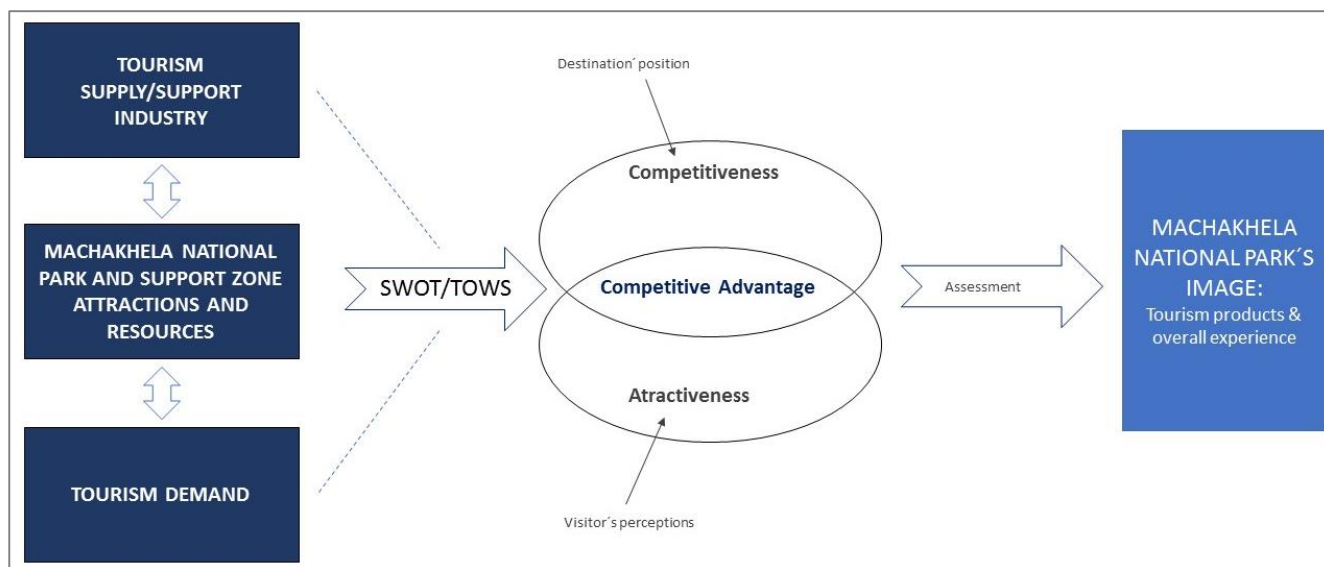 TOURISM
SUPPLY/SUPPORT
INDUSTRY
MACHAKHELA NATIONAL
PARK AND SUPPORT ZONE
ATTRACTIONS AND
RESOURCES
TOURISM DEMAND
SWOT/TOWS
Destination´ position
Competitiveness
Competitive Advantage
Atractiveness
Visitor´s perceptions
Assessment
MACHAKHELA
NATIONAL PARK´S
IMAGE:
Tourism products &
overall experience